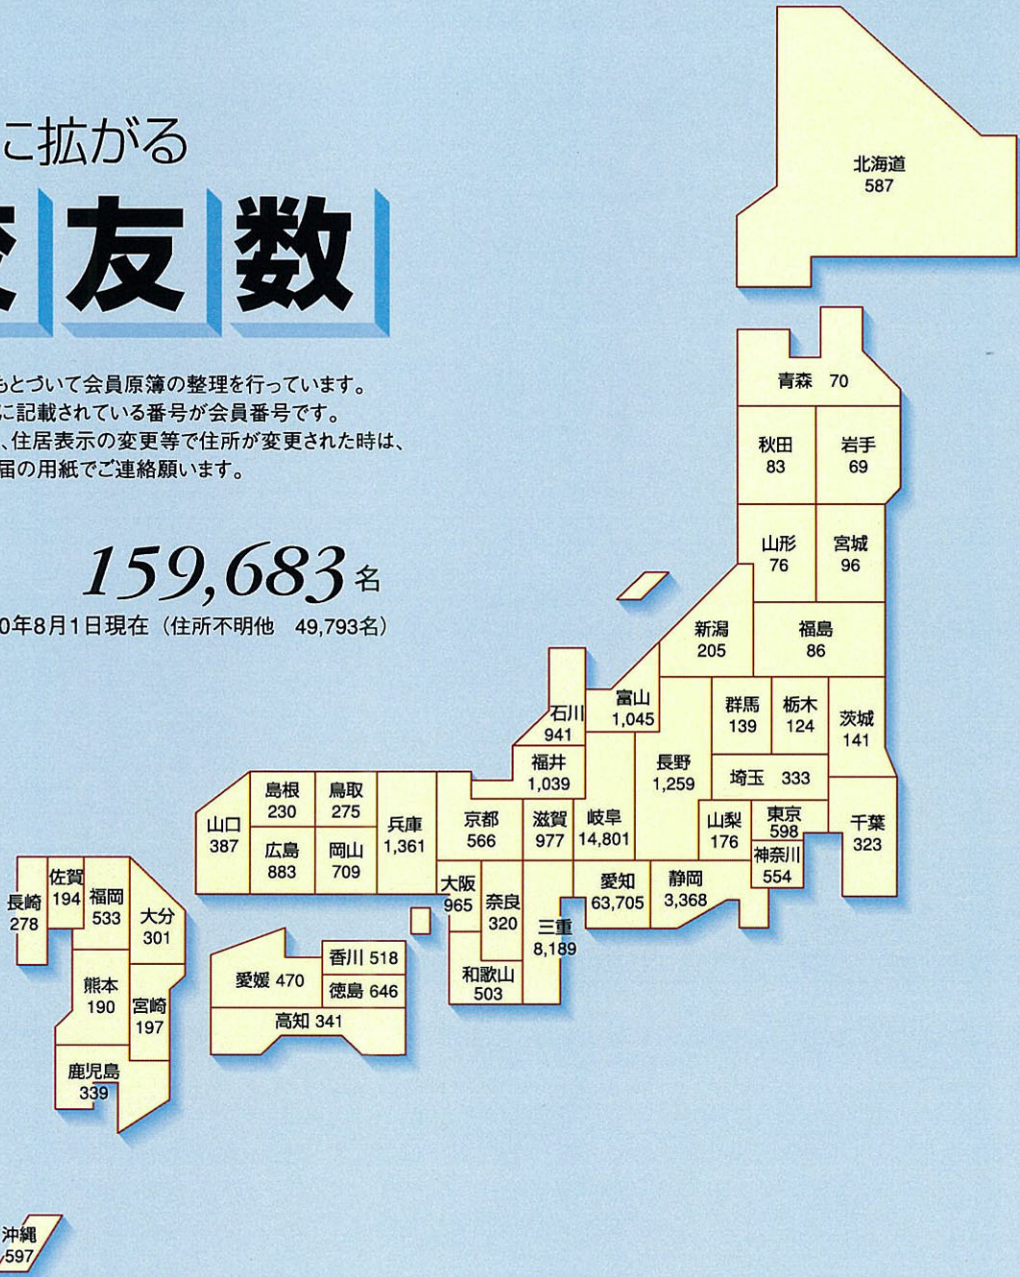 に拡がる
友数
もとづいて会員原簿の整理を行っています。
に記載されている番号が会員番号です。
、住居表示の変更等で住所が変更された時は、
届の用紙でご連絡願います。
159,683名
0年8月1日現在（住所不明他　49,793名）
北海道
587
青森　70
秋田
83
岩手
69
山形
76
宮城
96
新潟
205
福島
86
富山
1,045
石川
941
群馬
139
栃木
124
茨城
141
福井
1,039
長野
1,259
埼玉　333
島根
230
鳥取
275
兵庫
1,361
京都
566
滋賀
977
岐阜
14,801
山梨
176
東京
598
千葉
323
山口
387
広島
883
岡山
709
神奈川
554
大阪
965
奈良
320
三重
8,189
愛知
63,705
静岡
3,368
長崎
278
佐賀
194
福岡
533
大分
301
香川 518
愛媛 470
徳島 646
和歌山
503
高知 341
熊本
190
宮崎
197
鹿児島
339
沖縄
597